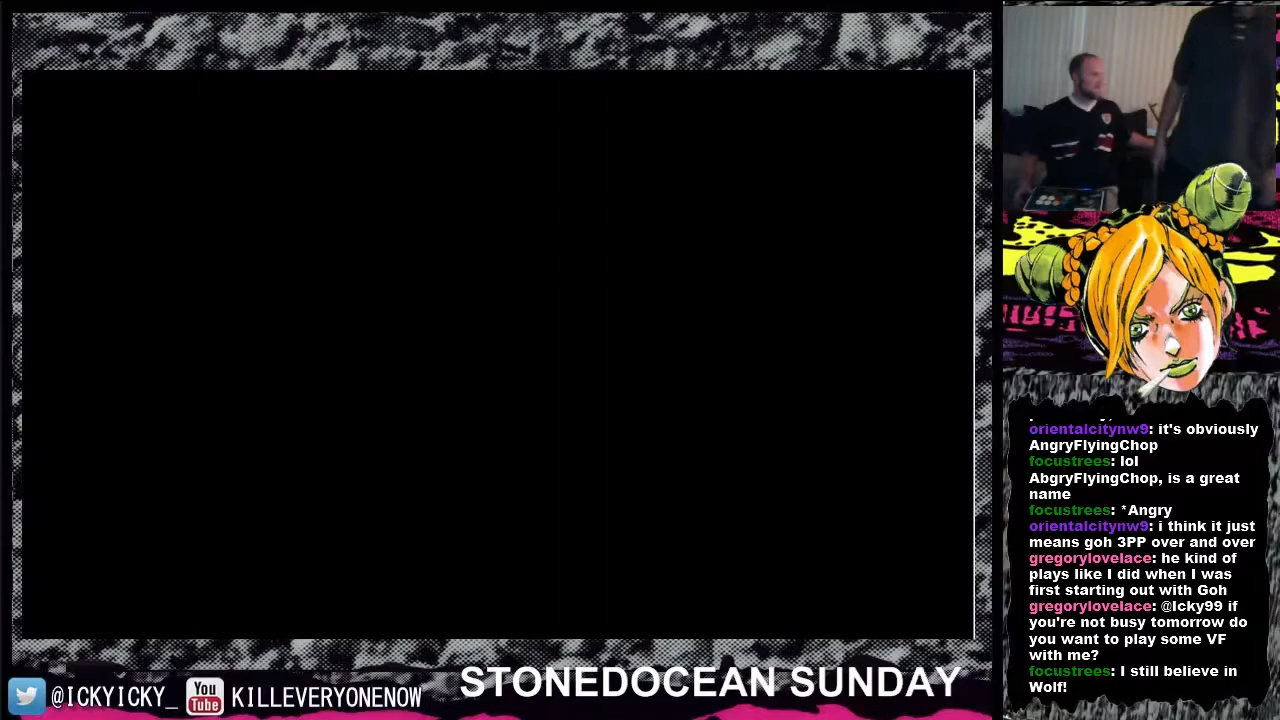 orientalcitynw9: it's obviously
AngryFlyingChop
focustrees: lol
AbgryFlyingChop, is a great
name
focustrees: *Angry
orientalcitynw9: i think it just
means goh 3PP over and over
gregorylovelace: he kind of
plays like I did when I was
first starting out with Goh
gregorylovelace: @Icky99 if
you're not busy tomorrow do
you want to play some VF
with me?
focustrees: I still believe in
Wolf!
@ICKYICKY_
You
Tube
KILLEVERYONENOW
STONEDOCEAN SUNDAY